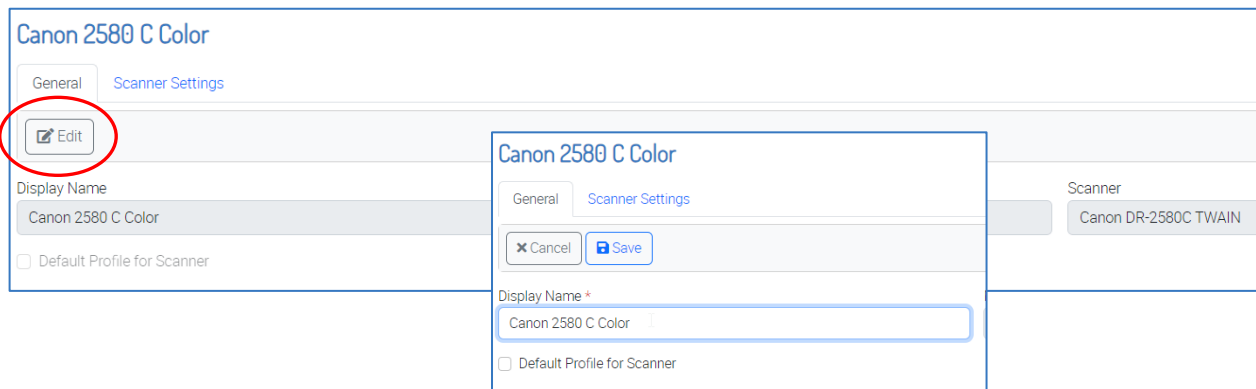 Canon 2580 C Color
General Scanner Settings
Edit
Display Name
Canon 2580 C Color
Scanner
Canon DR-2580C TWAIN
Default Profile for Scanner
Canon 2580 C Color
General Scanner Settings
Cancel Save
Display Name *
Canon 2580 C Color
Default Profile for Scanner